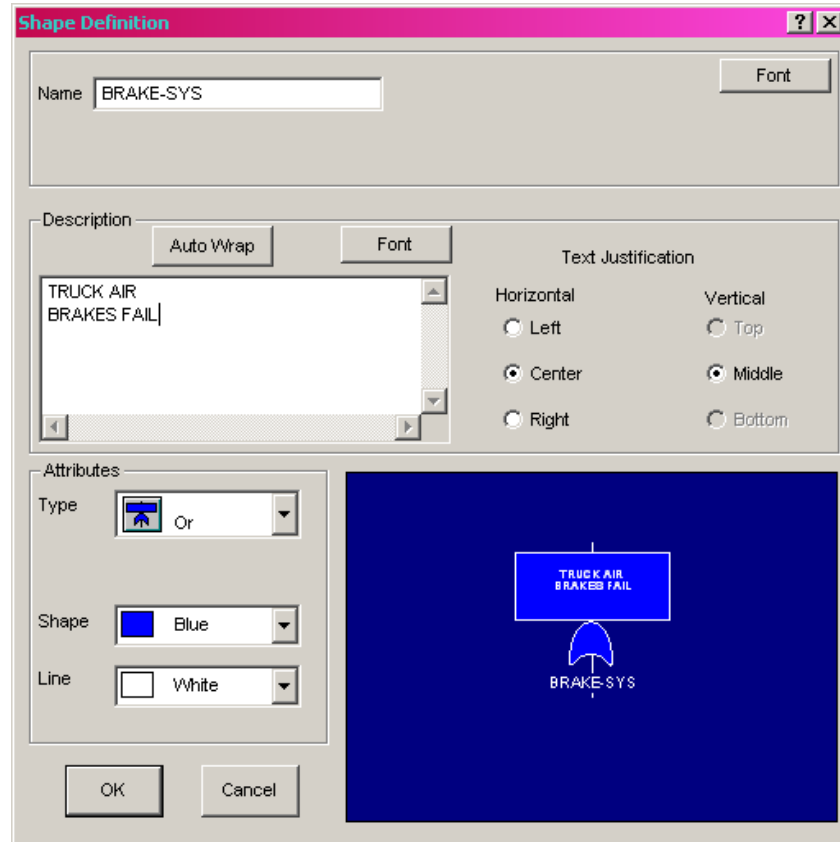 Shape Definition
?
Name BRAKE-SYS
Font
Description
Auto Wrap
Font
Text Justification
TRUCK AIR
BRAKES FAIL
Horizontal
Vertical
Left
Top
Center
Middle
Right
Bottom
Attributes
Type Or
Shape Blue
Line White
TRUCK AIR
BRAKES FAIL
BRAKE-SYS
OK
Cancel